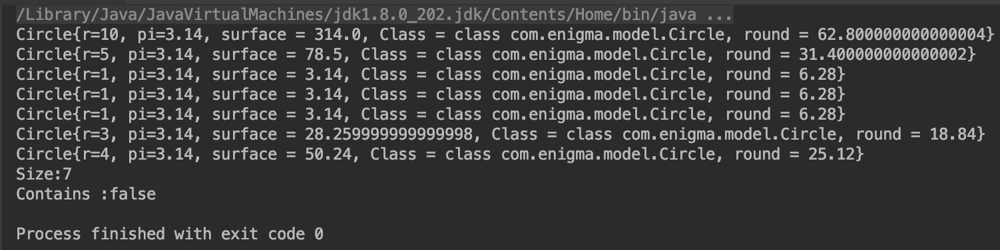 /Library/Java/JavaVirtualMachines/jdk1.8.0_202.jdk/Contents/Home/bin/java ...
Circle{r=10, pi=3.14, surface = 314.0, Class = class com.enigma.model.Circle, round = 62.800000000000004}
Circle{r=5, pi=3.14, surface = 78.5, Class = class com.enigma.model.Circle, round = 31.400000000000002}
Circle{r=1, pi=3.14, surface = 3.14, Class = class com.enigma.model.Circle, round = 6.28}
Circle{r=1, pi=3.14, surface = 3.14, Class = class com.enigma.model.Circle, round = 6.28}
Circle{r=1, pi=3.14, surface = 3.14, Class = class com.enigma.model.Circle, round = 6.28}
Circle{r=3, pi=3.14, surface = 28.259999999999998, Class = class com.enigma.model.Circle, round = 18.84}
Circle{r=4, pi=3.14, surface = 50.24, Class = class com.enigma.model.Circle, round = 25.12}
Size:7
Contains :false
Process finished with exit code 0